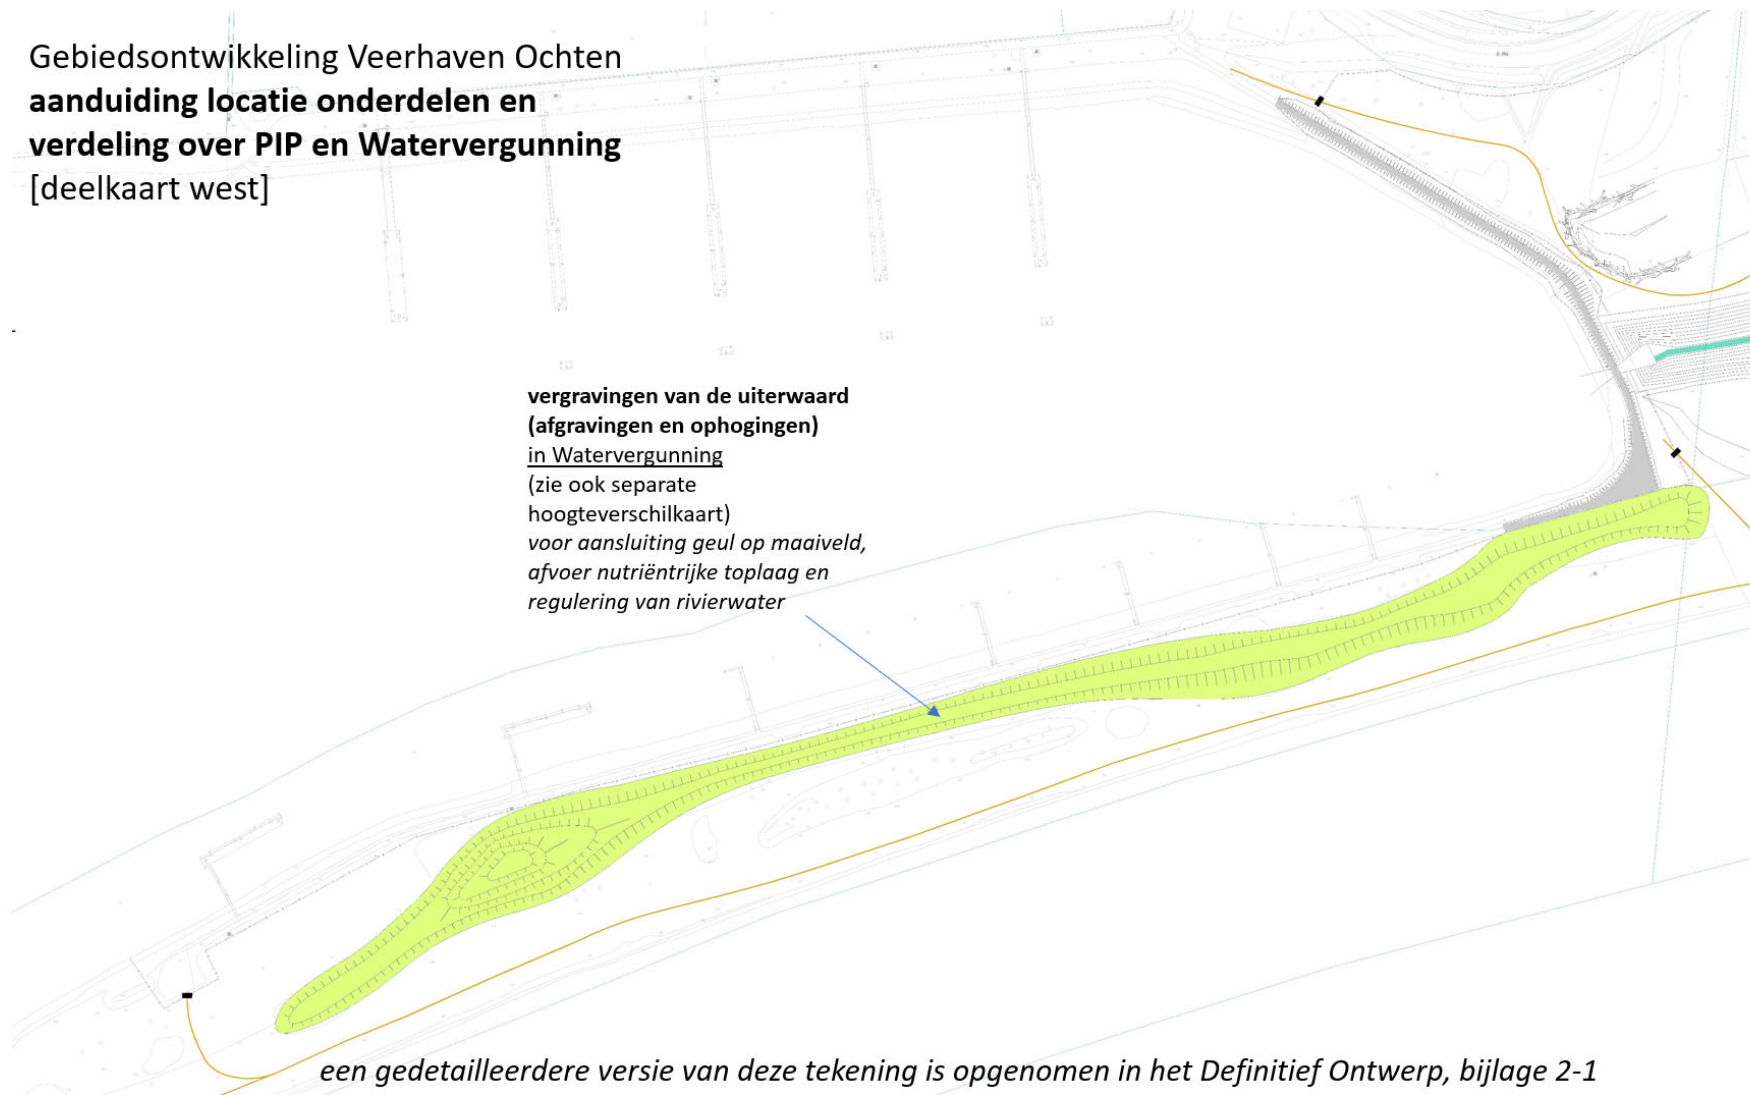 Gebiedsontwikkeling Veerhaven Ochten
aanduiding locatie onderdelen en
verdeling over PIP en Watervergunning
[deelkaart west]
vergravingen van de uiterwaard
(afgravingen en ophogingen)
in Watervergunning
(zie ook separate
hoogteverschilkaart)
voor aansluiting geul op maaiveld,
afvoer nutriëntrijke toplaag en
regulering van rivierwater
een gedetailleerdere versie van deze tekening is opgenomen in het Definitief Ontwerp, bijlage 2-1